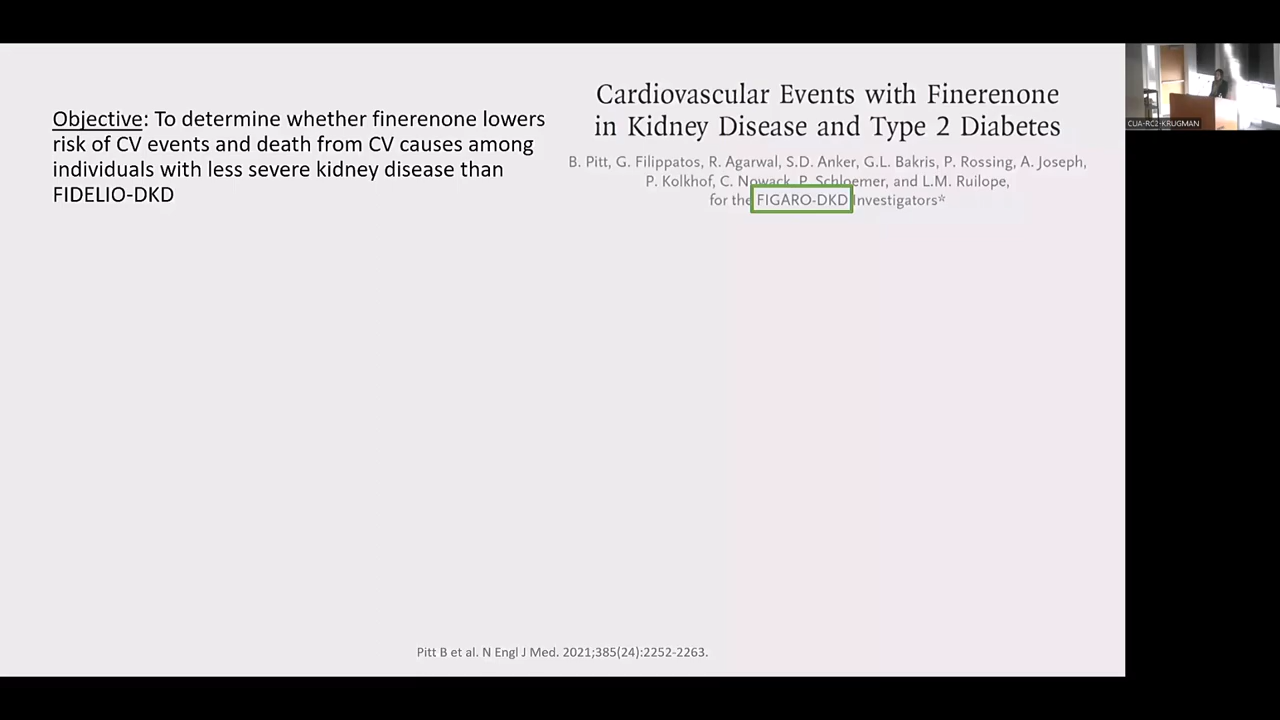 Objective: To determine whether finerenone lowers
risk of CV events and death from CV causes among
individuals with less severe kidney disease than
FIDELIO-DKD
Cardiovascular Events with Finerenone
in Kidney Disease and Type 2 Diabetes
B. Pitt, G. Filippatos, R. Agarwal, S.D. Anker, G.L. Bakris, P. Rossing, A. Joseph,
P. Kolkhof, C. Nowack, P. Schloemer, and L.M. Ruilope,
for the FIGARO-DKD Investigators*
Pitt B et al. N Engl J Med. 2021;385(24):2252-2263.
CUA-RC2-KRUGMAN